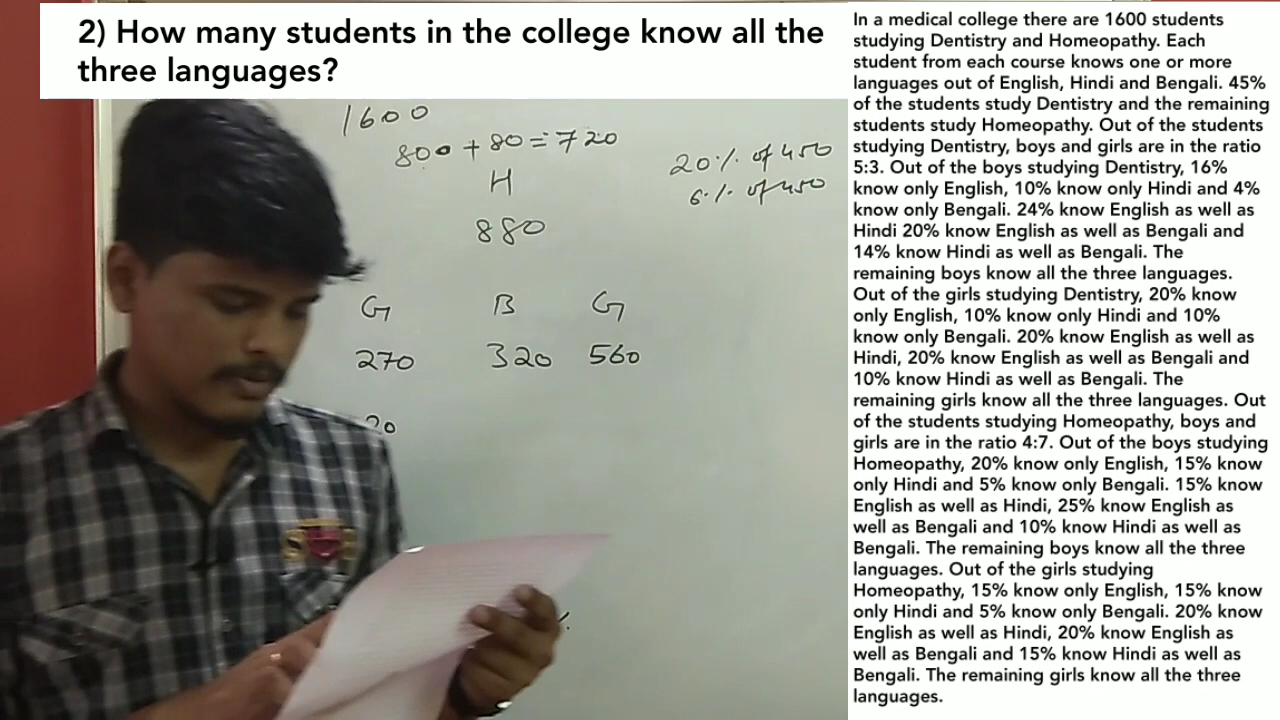 2) How many students in the college know all the
three languages?
1600
800 + 80 = 720
H
880
20% of 450
6% of 450
G B G
270 320 560
20
In a medical college there are 1600 students
studying Dentistry and Homeopathy. Each
student from each course knows one or more
languages out of English, Hindi and Bengali. 45%
of the students study Dentistry and the remaining
students study Homeopathy. Out of the students
studying Dentistry, boys and girls are in the ratio
5:3. Out of the boys studying Dentistry, 16%
know only English, 10% know only Hindi and 4%
know only Bengali. 24% know English as well as
Hindi 20% know English as well as Bengali and
14% know Hindi as well as Bengali. The
remaining boys know all the three languages.
Out of the girls studying Dentistry, 20% know
only English, 10% know only Hindi and 10%
know only Bengali. 20% know English as well as
Hindi, 20% know English as well as Bengali and
10% know Hindi as well as Bengali. The
remaining girls know all the three languages. Out
of the students studying Homeopathy, boys and
girls are in the ratio 4:7. Out of the boys studying
Homeopathy, 20% know only English, 15% know
only Hindi and 5% know only Bengali. 15% know
English as well as Hindi, 25% know English as
well as Bengali and 10% know Hindi as well as
Bengali. The remaining boys know all the three
languages. Out of the girls studying
Homeopathy, 15% know only English, 15% know
only Hindi and 5% know only Bengali. 20% know
English as well as Hindi, 20% know English as
well as Bengali and 15% know Hindi as well as
Bengali. The remaining girls know all the three
languages.